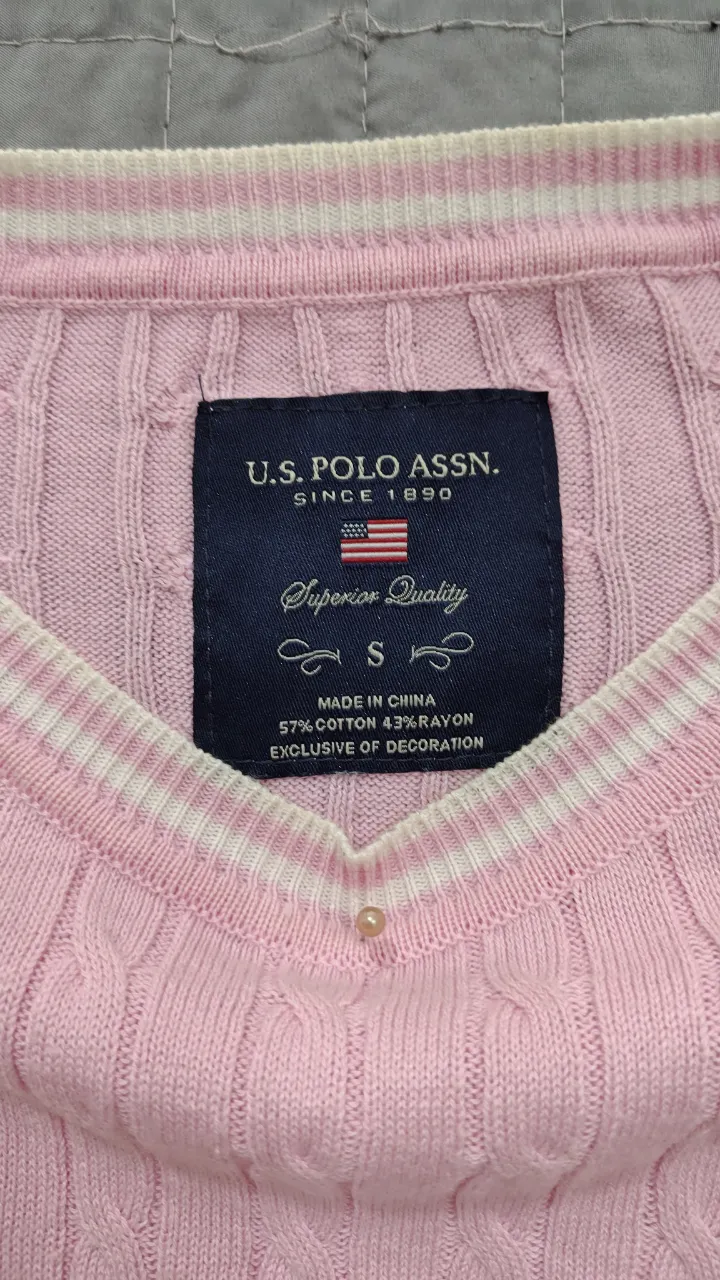 U.S. POLO ASSN.
SINCE 1890
Superior Quality
S
MADE IN CHINA
57% COTTON 43% RAYON
EXCLUSIVE OF DECORATION